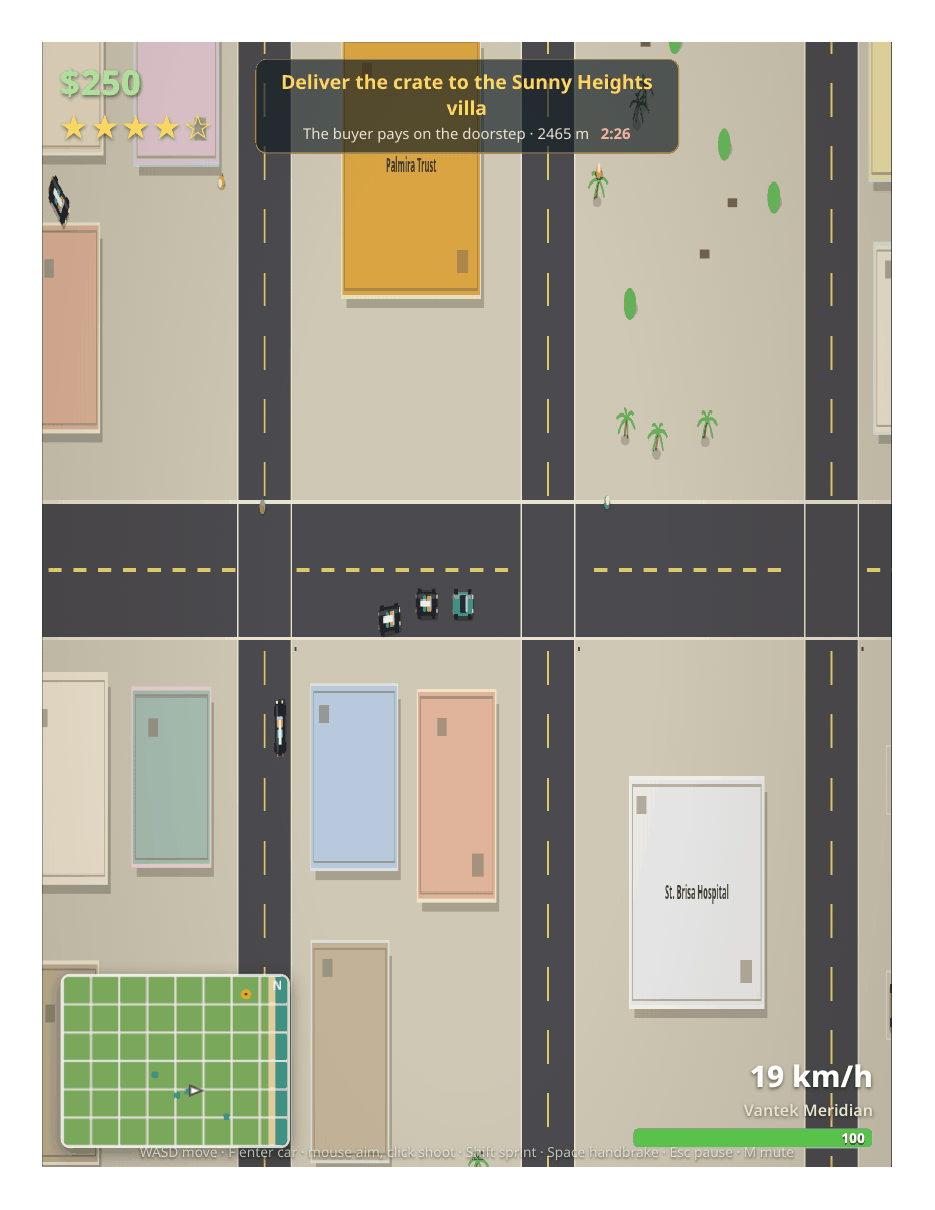 $250
Deliver the crate to the Sunny Heights
villa
The buyer pays on the doorstep · 2465 m 2:26
Palmira Trust
St. Brisa Hospital
N
19 km/h
Vantek Meridian
100
WASD move · F enter car · mouse aim, click shoot · Shift sprint · Space handbrake · Esc pause · M mute